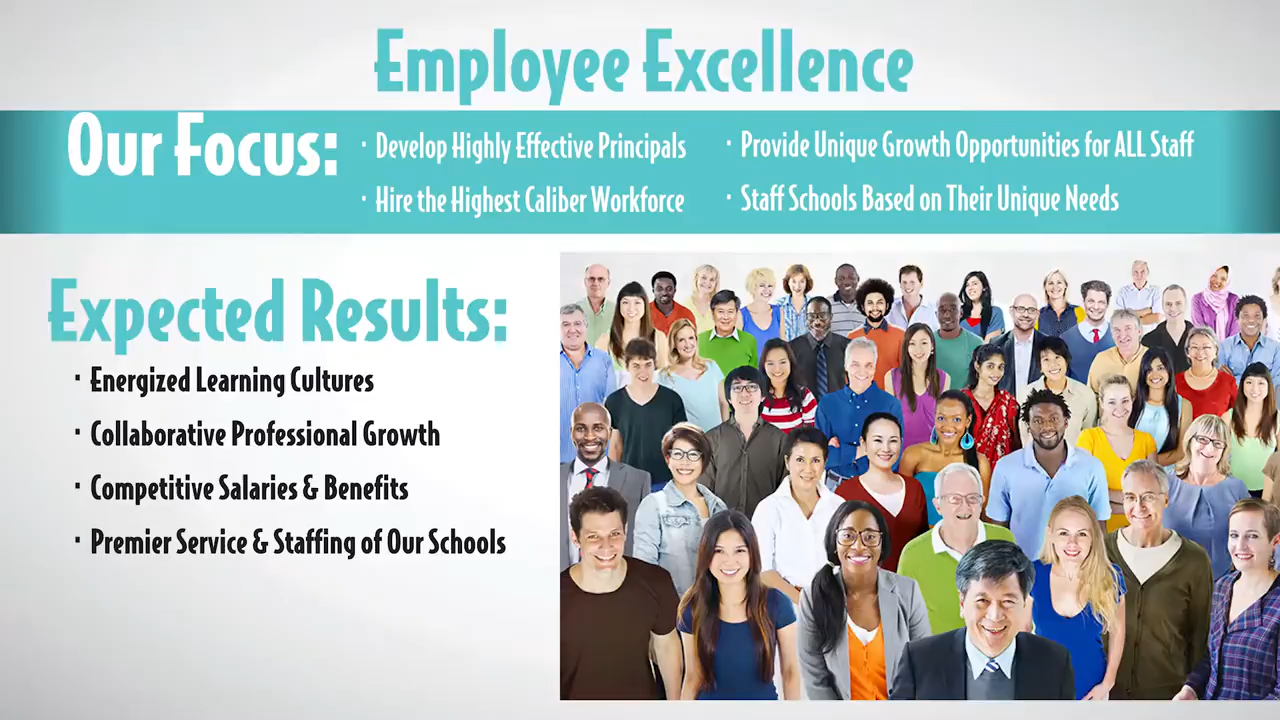 Employee Excellence
Our Focus:
· Develop Highly Effective Principals
· Hire the Highest Caliber Workforce
· Provide Unique Growth Opportunities for ALL Staff
· Staff Schools Based on Their Unique Needs
Expected Results:
· Energized Learning Cultures
· Collaborative Professional Growth
· Competitive Salaries & Benefits
· Premier Service & Staffing of Our Schools